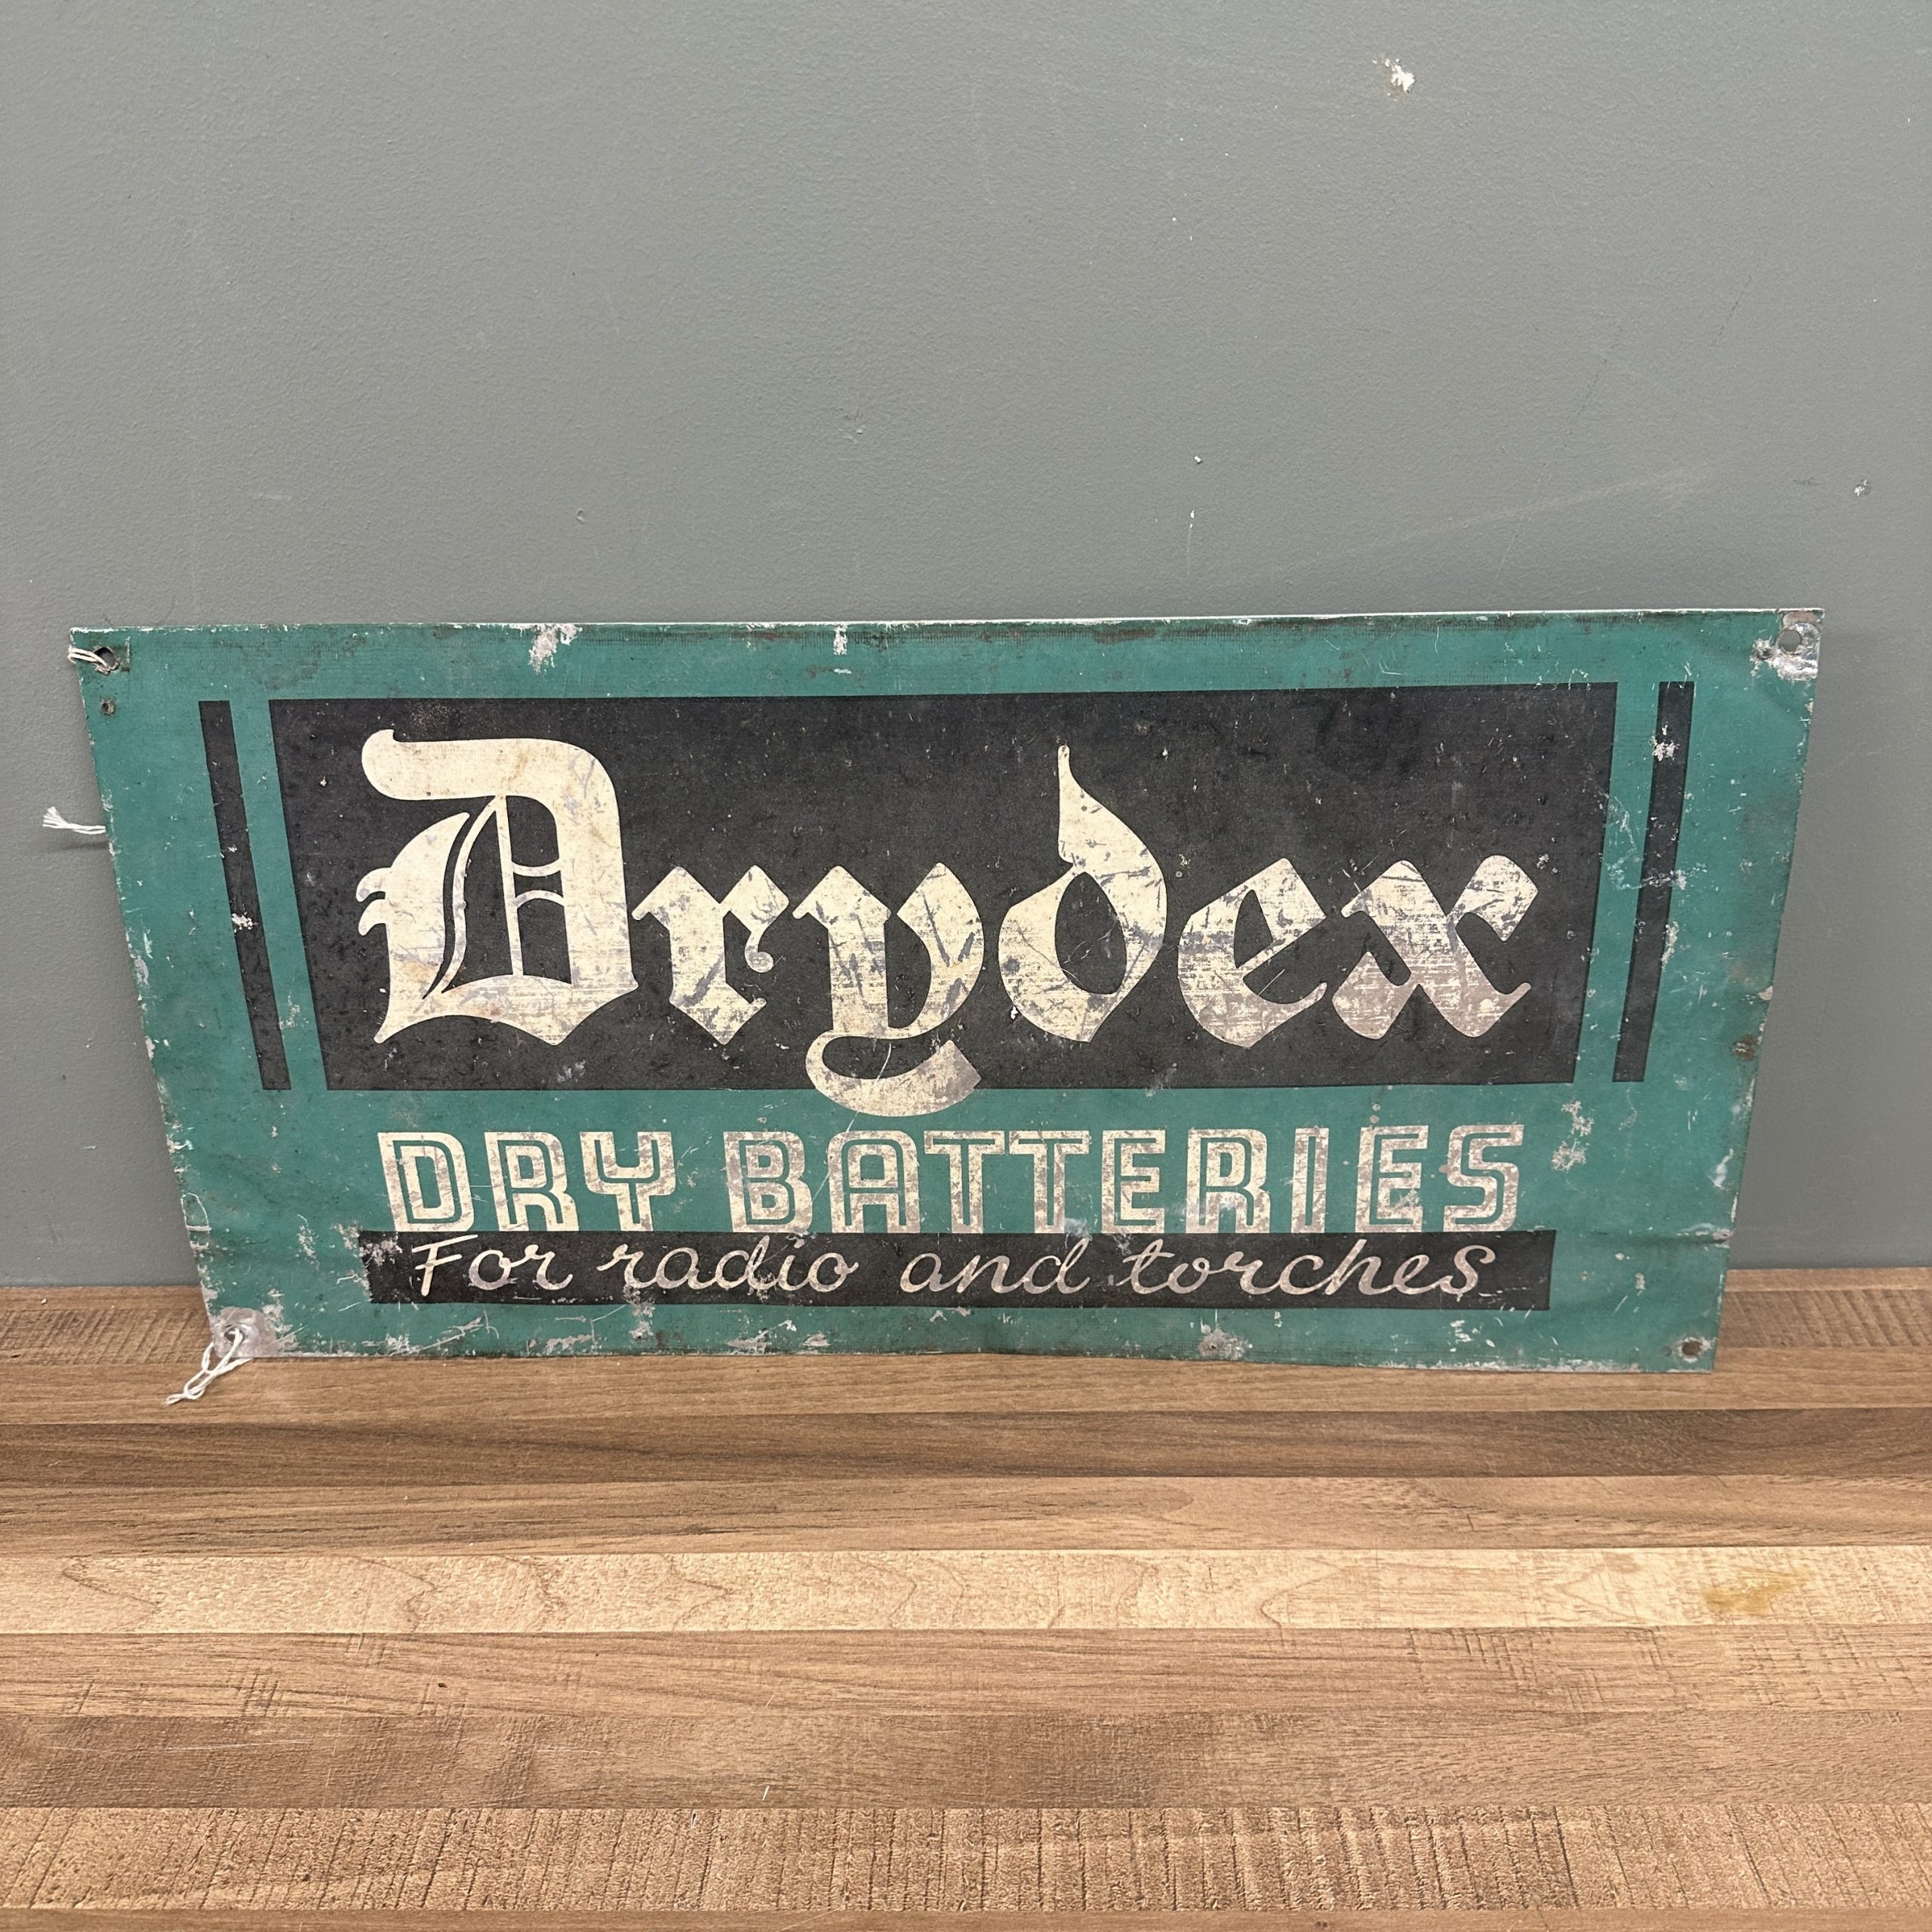 Drydex
DRY BATTERIES
For radio and torches